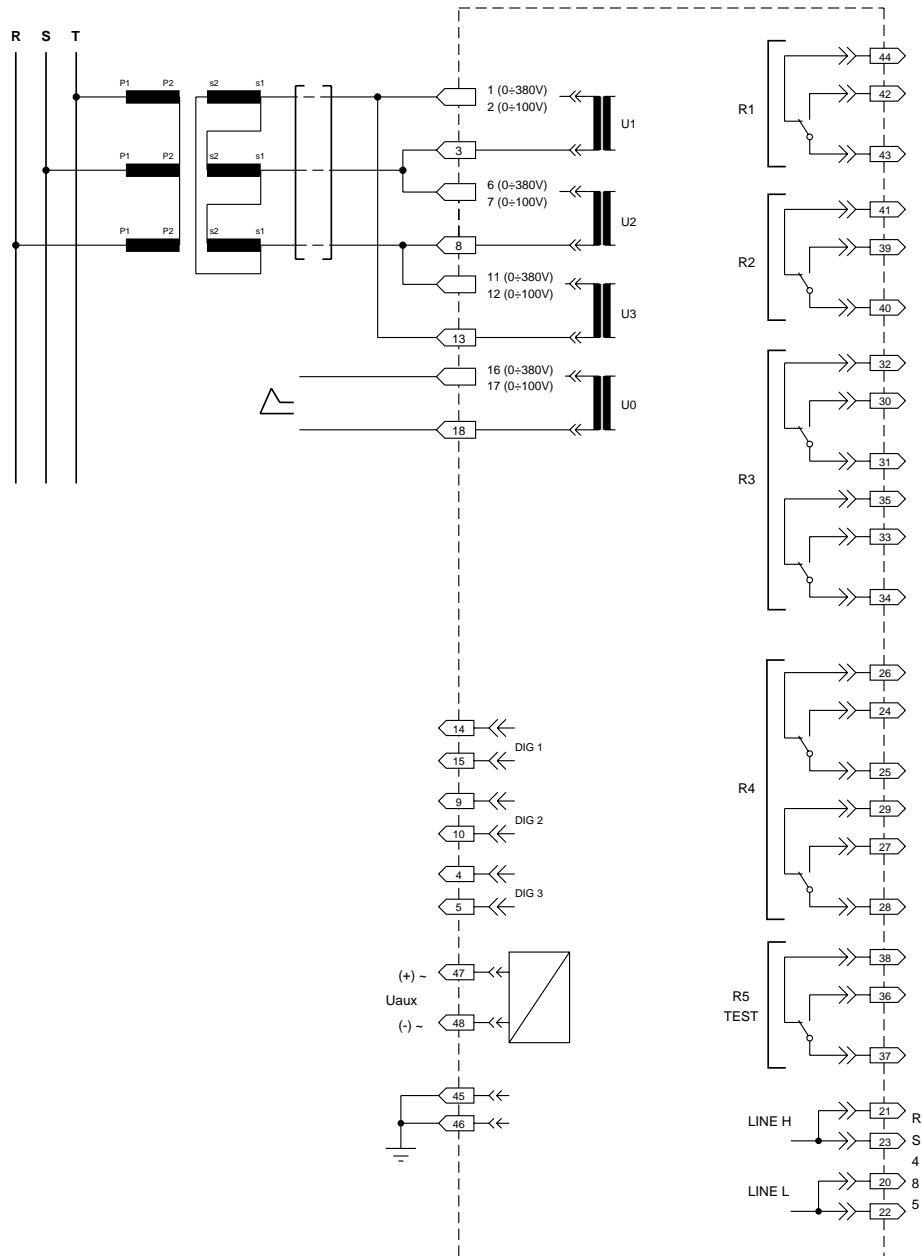 R S T
P1 P2 s2 s1
P1 P2 s2 s1
P1 P2 s2 s1
1 (0÷380V)
2 (0÷100V)
U1
3
6 (0÷380V)
7 (0÷100V)
U2
8
11 (0÷380V)
12 (0÷100V)
U3
13
16 (0÷380V)
17 (0÷100V)
U0
18
14
DIG 1
15
9
DIG 2
10
4
DIG 3
5
(+) ~ 47
Uaux
(-) ~ 48
45
46
R1
44
42
43
R2
41
39
40
R3
32
30
31
35
33
34
R4
26
24
25
29
27
28
R5
TEST
38
36
37
LINE H
21
23
LINE L
20
22
R
S
4
8
5